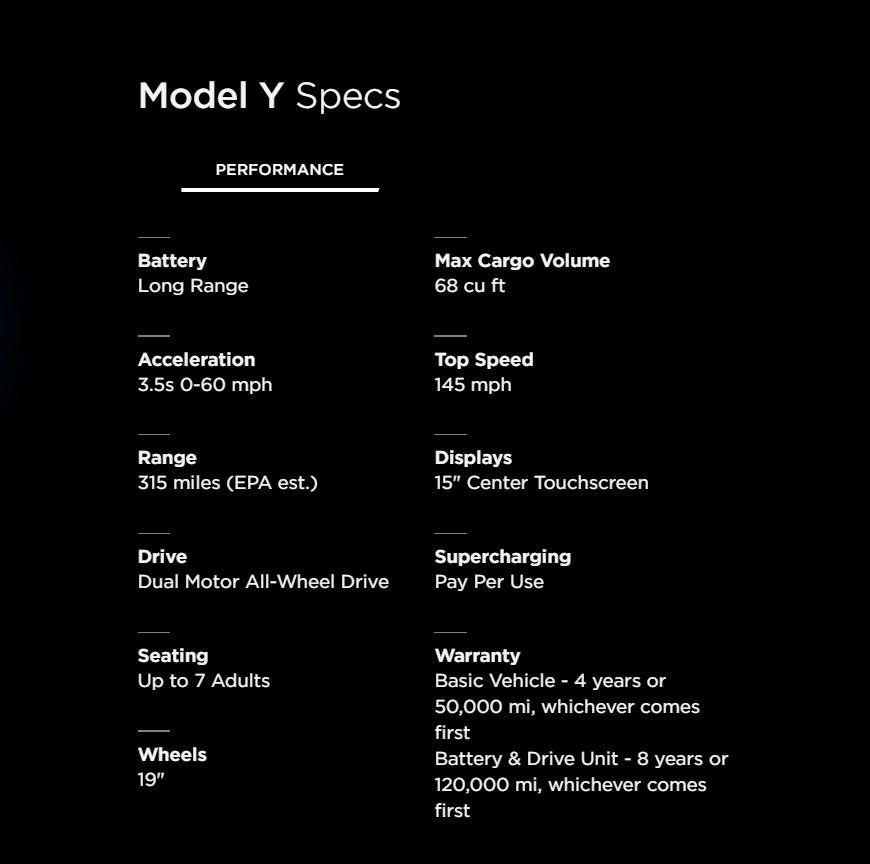 Model Y Specs
PERFORMANCE
Battery
Long Range
Acceleration
3.5s 0-60 mph
Range
315 miles (EPA est.)
Drive
Dual Motor All-Wheel Drive
Seating
Up to 7 Adults
Wheels
19"
Max Cargo Volume
68 cu ft
Top Speed
145 mph
Displays
15" Center Touchscreen
Supercharging
Pay Per Use
Warranty
Basic Vehicle - 4 years or
50,000 mi, whichever comes
first
Battery & Drive Unit - 8 years or
120,000 mi, whichever comes
first